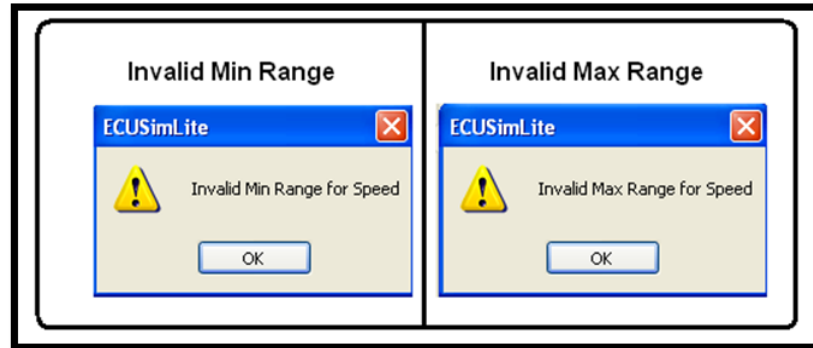 Invalid Min Range
ECUSimLite
Invalid Min Range for Speed
OK
Invalid Max Range
ECUSimLite
Invalid Max Range for Speed
OK